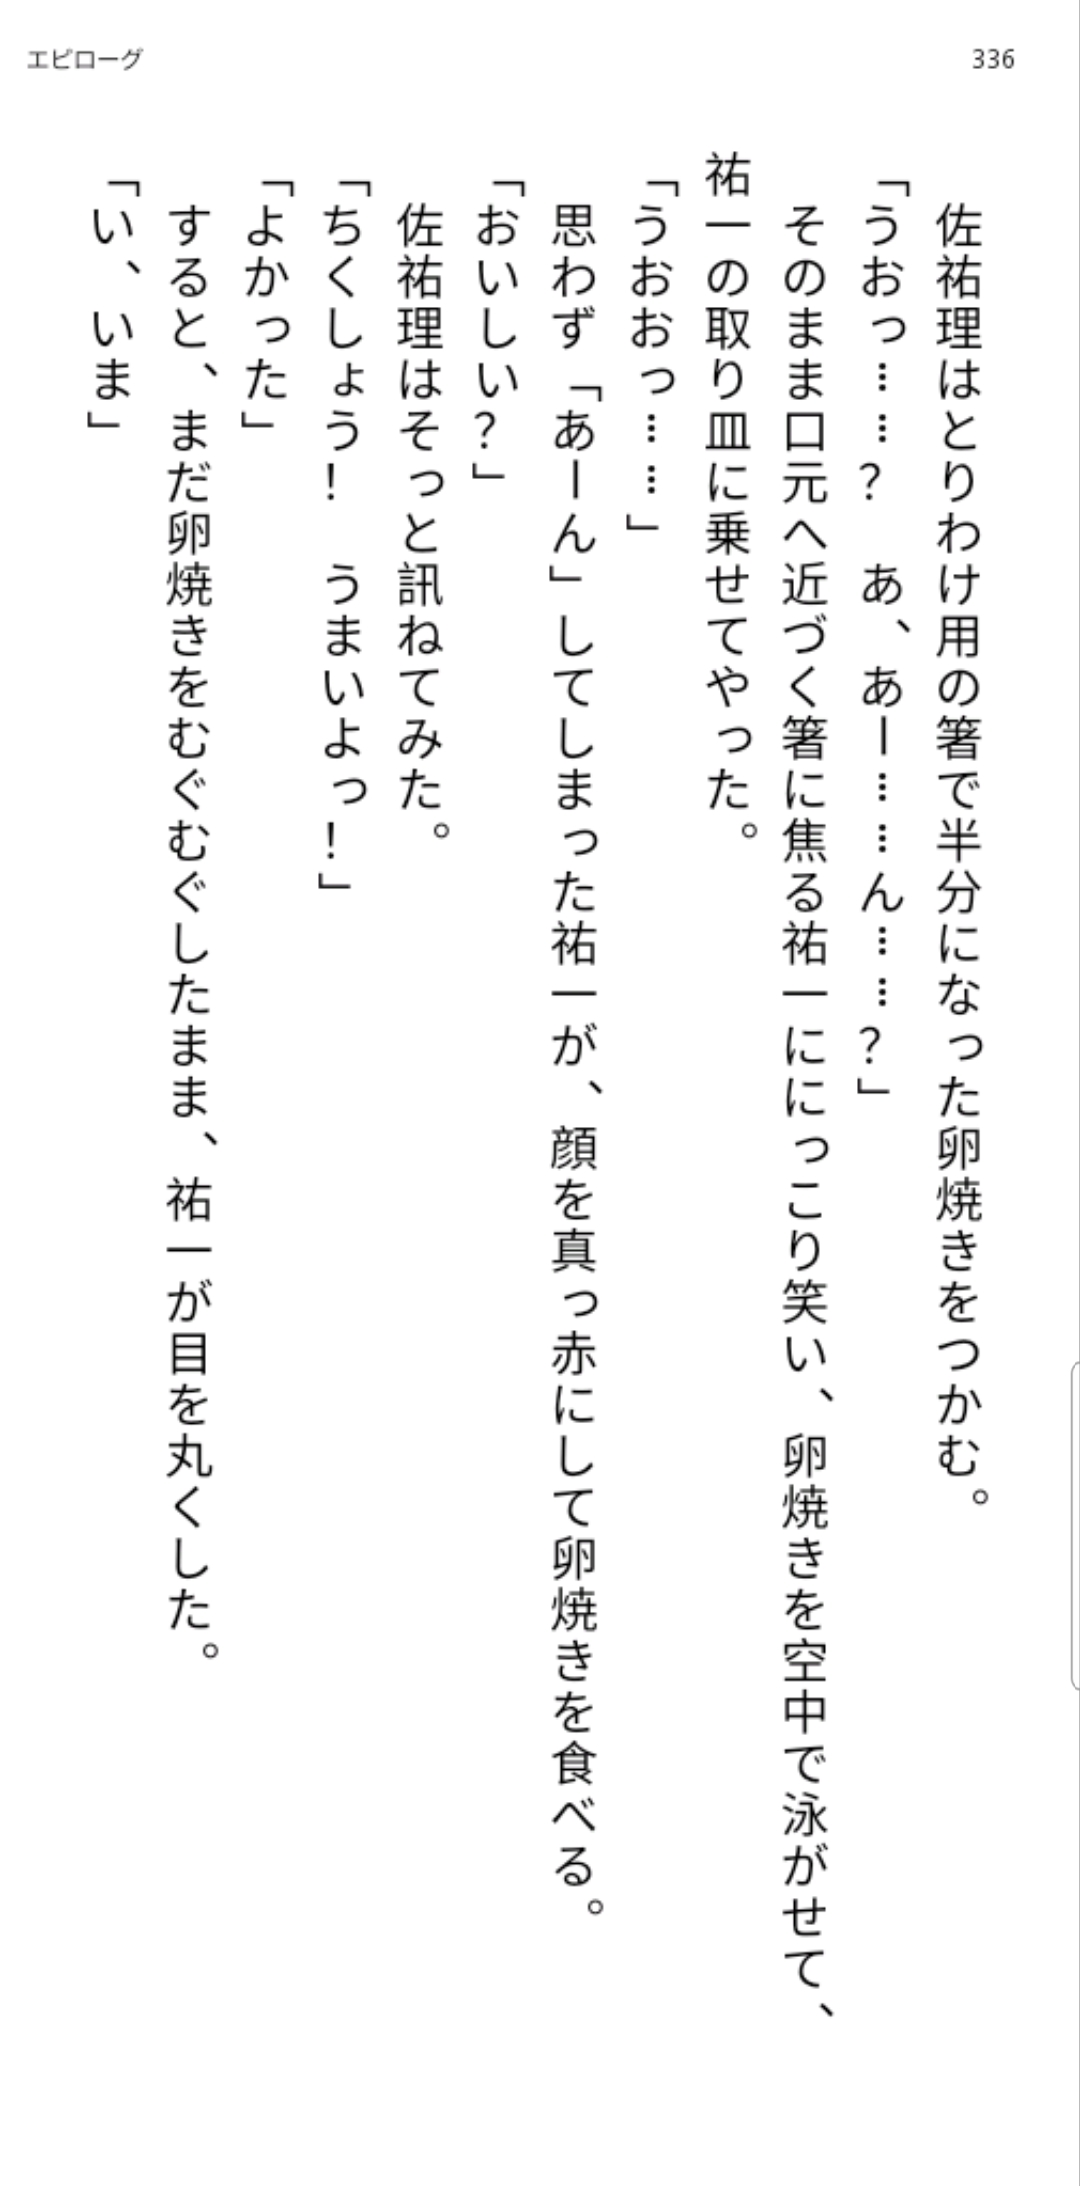 エピローグ
336
　佐祐理はとりわけ用の箸で半分になった卵焼きをつかむ。
「うおっ……？　あ、あー……ん……？」
　そのまま口元へ近づく箸に焦る祐一ににっこり笑い、卵焼きを空中で泳がせて、
祐一の取り皿に乗せてやった。
「うおおっ……」
　思わず「あーん」してしまった祐一が、顔を真っ赤にして卵焼きを食べる。
「おいしい？」
　佐祐理はそっと訊ねてみた。
「ちくしょう！　うまいよっ！」
「よかった」
　すると、まだ卵焼きをむぐむぐしたまま、祐一が目を丸くした。
「い、いま」